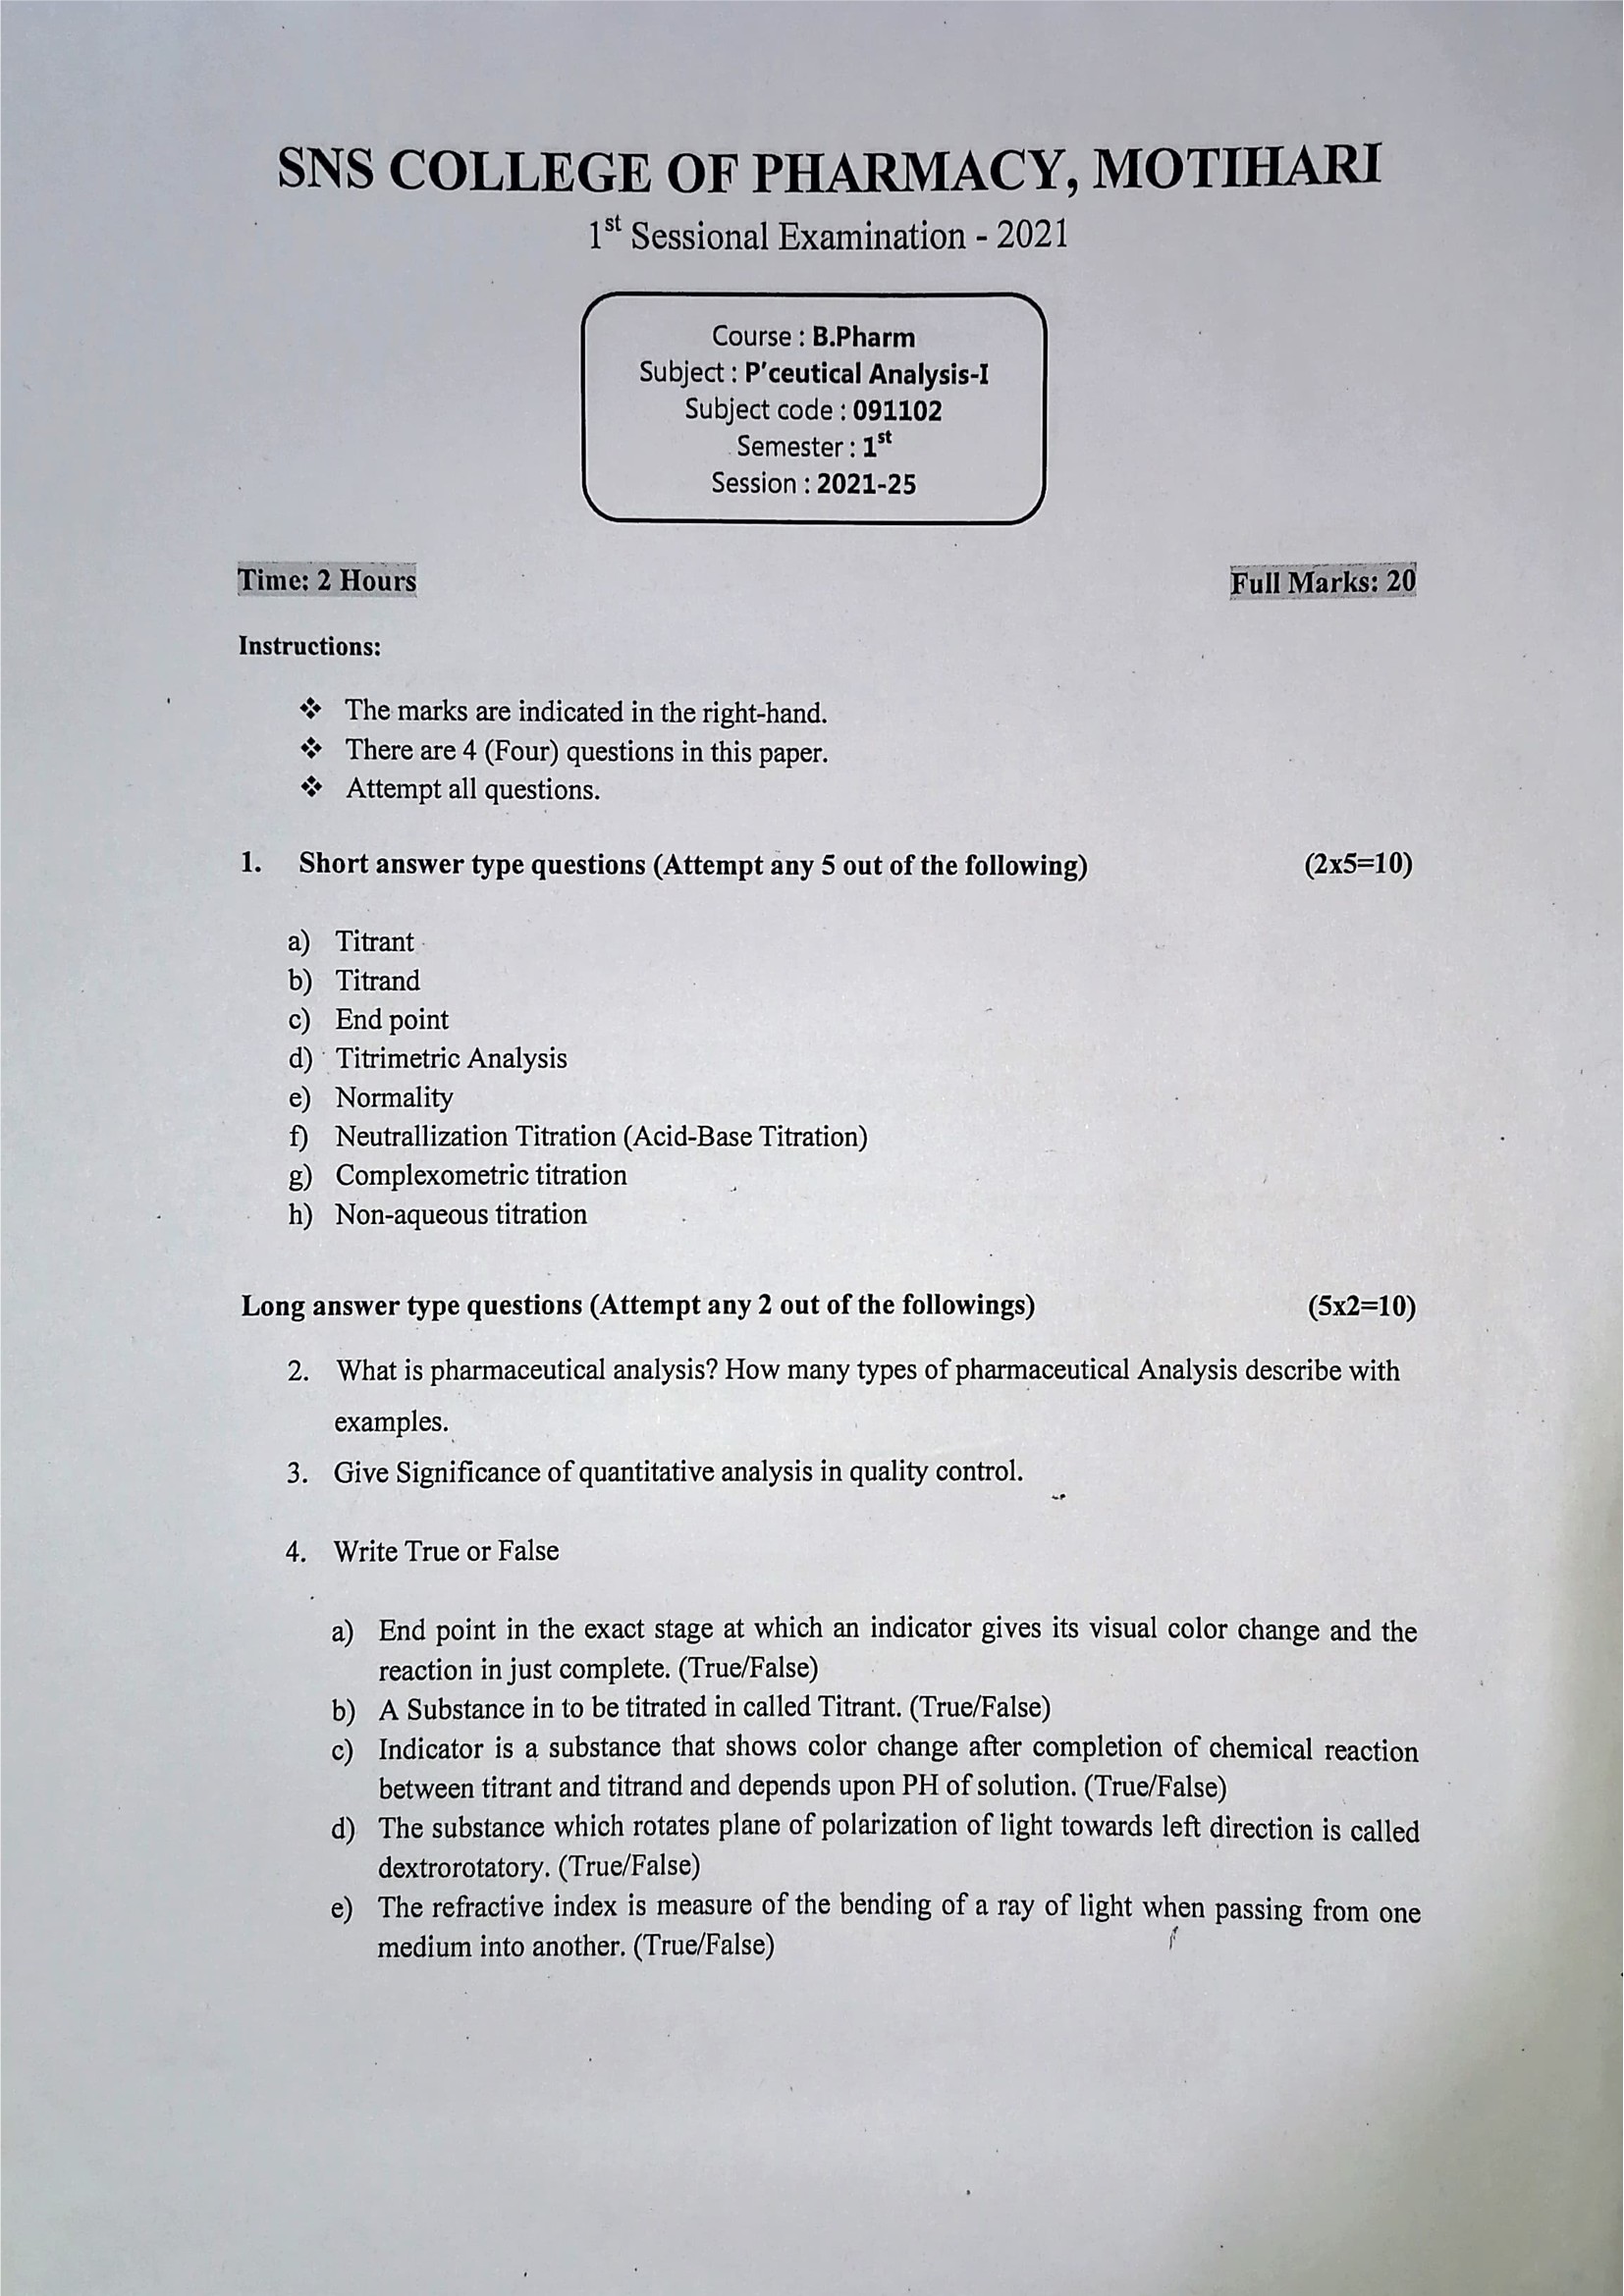 SNS COLLEGE OF PHARMACY, MOTIHARI
1st Sessional Examination - 2021
Course : B.Pharm
Subject : P'ceutical Analysis-I
Subject code : 091102
Semester : 1st
Session : 2021-25
Time: 2 Hours Full Marks: 20
Instructions:
❖ The marks are indicated in the right-hand.
❖ There are 4 (Four) questions in this paper.
❖ Attempt all questions.
1. Short answer type questions (Attempt any 5 out of the following) (2x5=10)
a) Titrant
b) Titrand
c) End point
d) Titrimetric Analysis
e) Normality
f) Neutrallization Titration (Acid-Base Titration)
g) Complexometric titration
h) Non-aqueous titration
Long answer type questions (Attempt any 2 out of the followings) (5x2=10)
2. What is pharmaceutical analysis? How many types of pharmaceutical Analysis describe with
examples.
3. Give Significance of quantitative analysis in quality control.
4. Write True or False
a) End point in the exact stage at which an indicator gives its visual color change and the
reaction in just complete. (True/False)
b) A Substance in to be titrated in called Titrant. (True/False)
c) Indicator is a substance that shows color change after completion of chemical reaction
between titrant and titrand and depends upon PH of solution. (True/False)
d) The substance which rotates plane of polarization of light towards left direction is called
dextrorotatory. (True/False)
e) The refractive index is measure of the bending of a ray of light when passing from one
medium into another. (True/False)